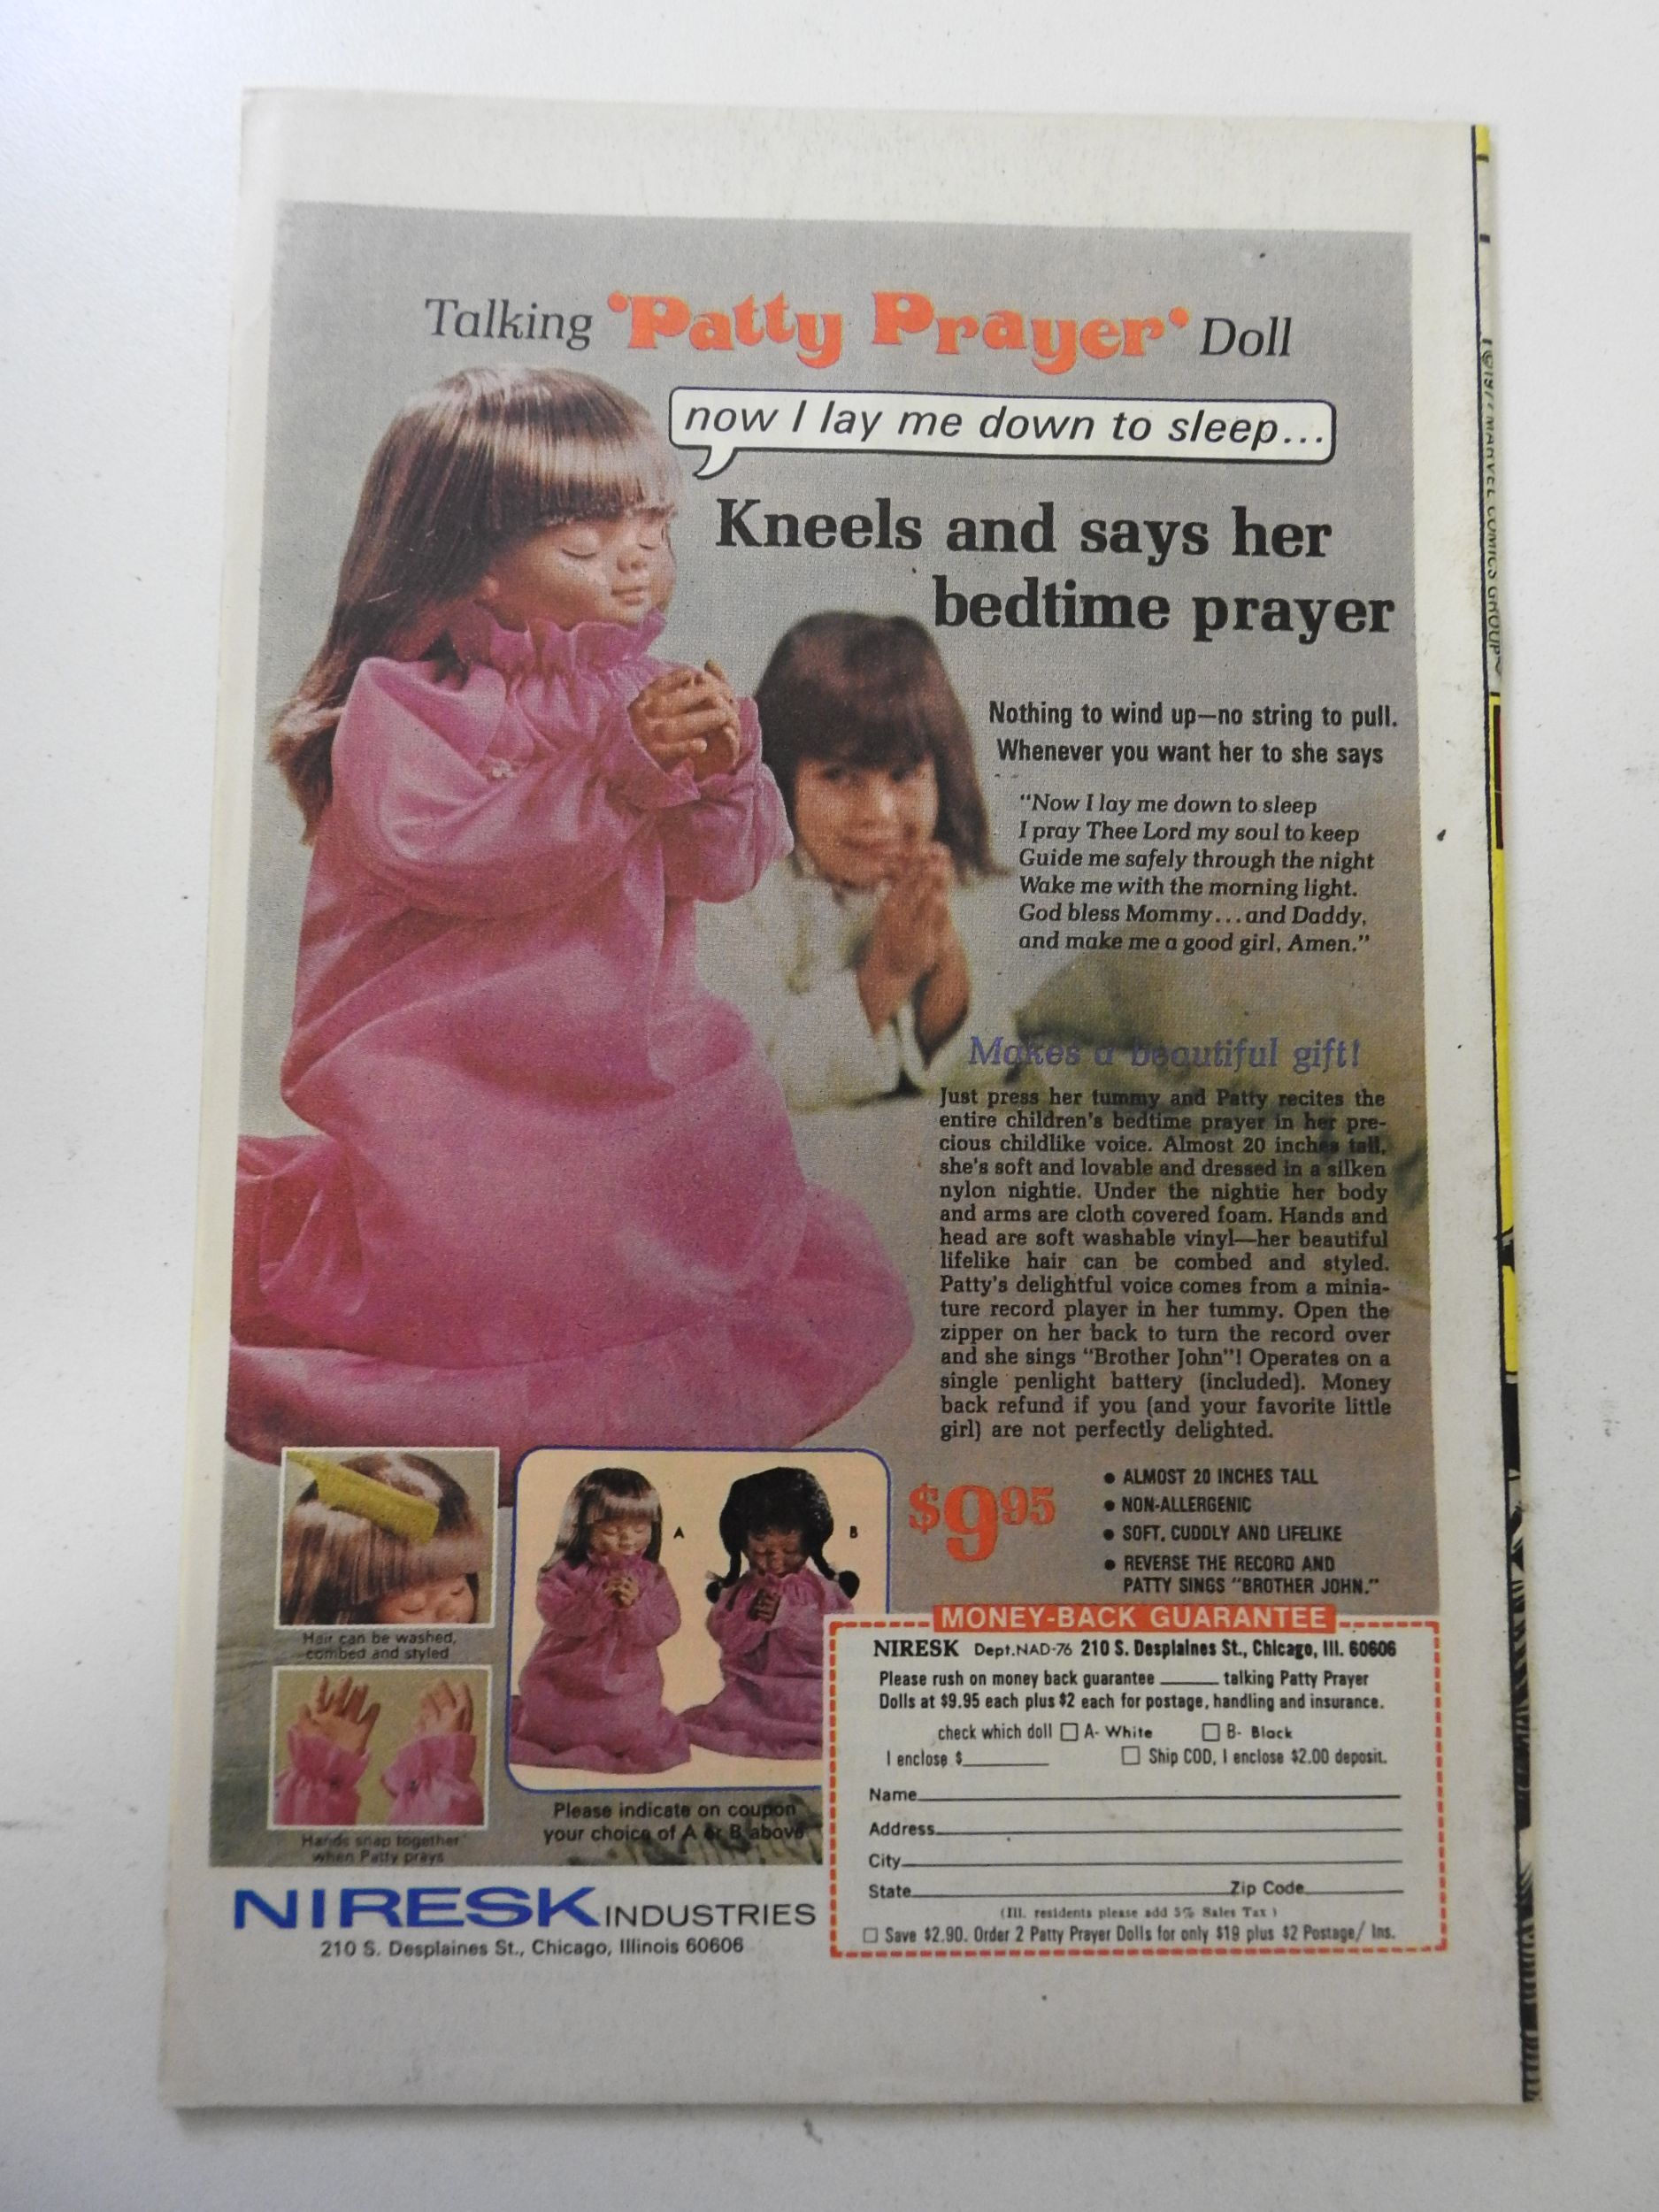 Talking 'Patty Prayer' Doll
now I lay me down to sleep...
Kneels and says her
bedtime prayer
Nothing to wind up—no string to pull.
Whenever you want her to she says
"Now I lay me down to sleep
I pray Thee Lord my soul to keep
Guide me safely through the night
Wake me with the morning light.
God bless Mommy...and Daddy,
and make me a good girl, Amen."
Makes a beautiful gift!
Just press her tummy and Patty recites the
entire children's bedtime prayer in her pre-
cious childlike voice. Almost 20 inches tall,
she's soft and lovable and dressed in a silken
nylon nightie. Under the nightie her body
and arms are cloth covered foam. Hands and
head are soft washable vinyl—her beautiful
lifelike hair can be combed and styled.
Patty's delightful voice comes from a minia-
ture record player in her tummy. Open the
zipper on her back to turn the record over
and she sings "Brother John"! Operates on a
single penlight battery (included). Money
back refund if you (and your favorite little
girl) are not perfectly delighted.
$9.95
• ALMOST 20 INCHES TALL
• NON-ALLERGENIC
• SOFT, CUDDLY AND LIFELIKE
• REVERSE THE RECORD AND
PATTY SINGS "BROTHER JOHN."
Hair can be washed,
combed and styled
Hands snap together
when Patty prays
A
B
Please indicate on coupon
your choice of A or B above
NIRESK INDUSTRIES
210 S. Desplaines St., Chicago, Illinois 60606
MONEY-BACK GUARANTEE
NIRESK Dept. NAD-76 210 S. Desplaines St., Chicago, Ill. 60606
Please rush on money back guarantee ______ talking Patty Prayer
Dolls at $9.95 each plus $2 each for postage, handling and insurance.
check which doll □ A- White □ B- Black
I enclose $________ □ Ship COD, I enclose $2.00 deposit.
Name
Address
City
State Zip Code
(Ill. residents please add 5% Sales Tax)
□ Save $2.90. Order 2 Patty Prayer Dolls for only $19 plus $2 Postage/ Ins.
MARVEL COMICS GROUP